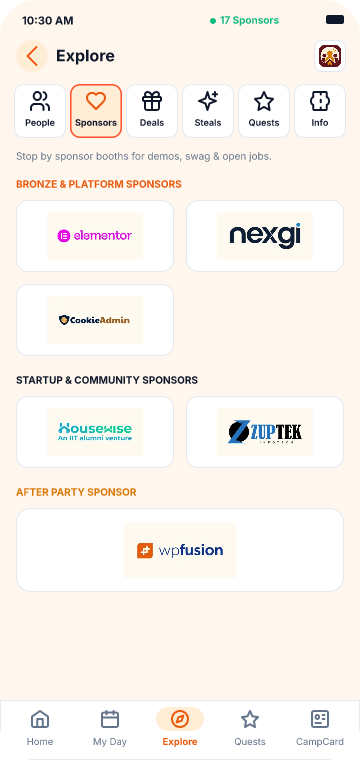 10:30 AM
17 Sponsors
Explore
People
Sponsors
Deals
Steals
Quests
Info
Stop by sponsor booths for demos, swag & open jobs.
BRONZE & PLATFORM SPONSORS
elementor
nexgi
CookieAdmin
STARTUP & COMMUNITY SPONSORS
Housewise
An IIT alumni venture
ZUPTEK
INFOTECH
AFTER PARTY SPONSOR
wpfusion
Home
My Day
Explore
Quests
CampCard